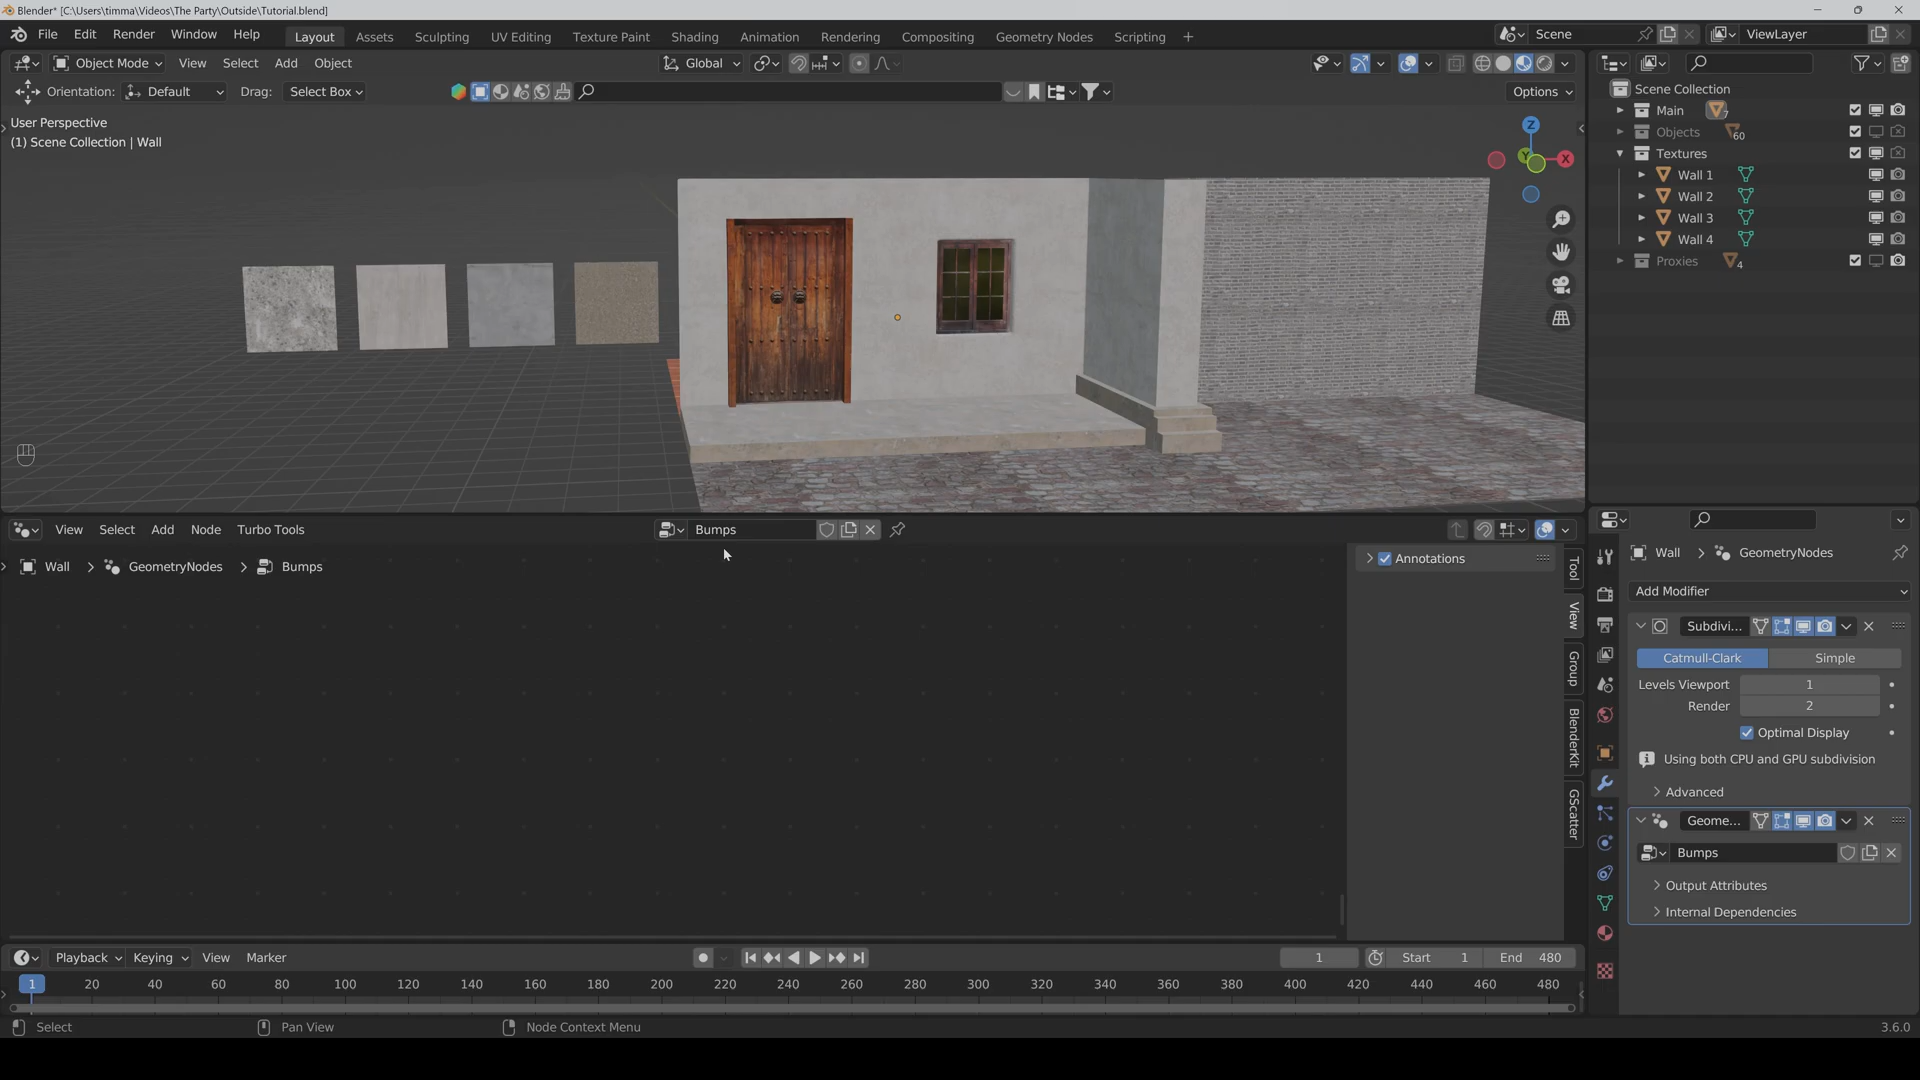 Blender* [C:\Users\timma\Videos\The Party\Outside\Tutorial.blend]
File Edit Render Window Help Layout Assets Sculpting UV Editing Texture Paint Shading Animation Rendering Compositing Geometry Nodes Scripting + Scene ViewLayer
Object Mode View Select Add Object Global
Orientation: Default Drag: Select Box Options
User Perspective
(1) Scene Collection | Wall
Z
Y
X
Scene Collection
Main 7
Objects 60
Textures
Wall 1
Wall 2
Wall 3
Wall 4
Proxies 4
View Select Add Node Turbo Tools Bumps
Wall > GeometryNodes > Bumps
Annotations
Tool
View
Group
BlenderKit
GScatter
Wall > GeometryNodes
Add Modifier
Subdivi...
Catmull-Clark Simple
Levels Viewport 1
Render 2
Optimal Display
Using both CPU and GPU subdivision
Advanced
Geome...
Bumps
Output Attributes
Internal Dependencies
Playback Keying View Marker 1 Start 1 End 480
1 20 40 60 80 100 120 140 160 180 200 220 240 260 280 300 320 340 360 380 400 420 440 460 480
Select Pan View Node Context Menu 3.6.0